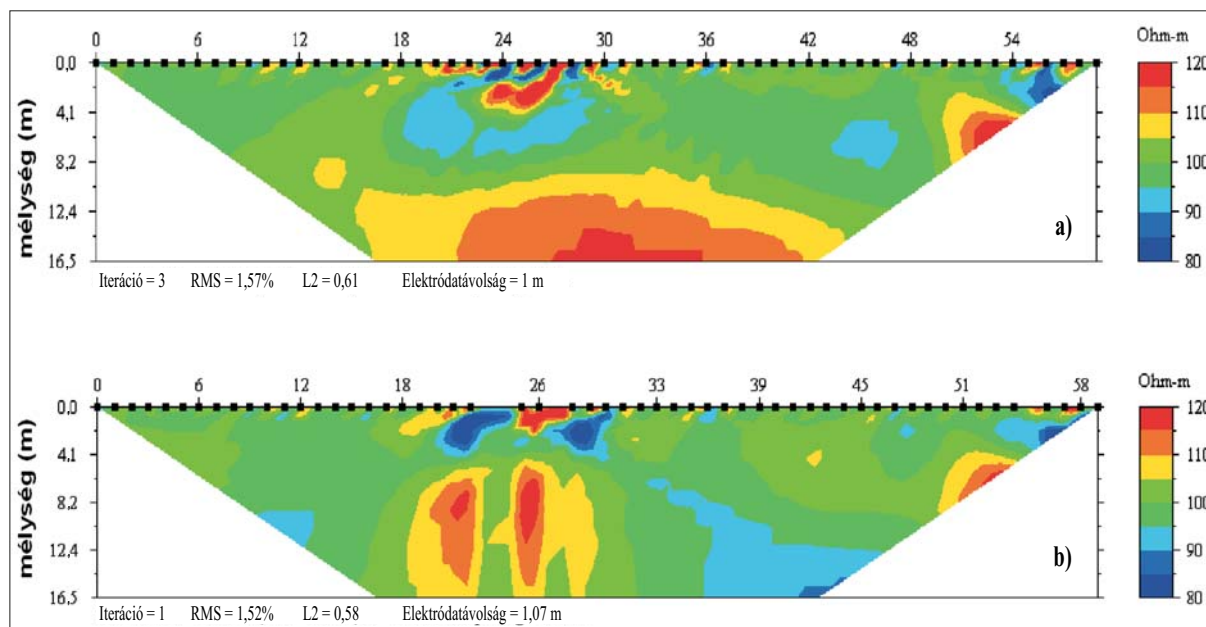 0 6 12 18 24 30 36 42 48 54 Ohm-m
0,0
4,1
8,2
12,4
16,5
mélység (m)
120
110
100
90
80
a)
Iteráció = 3 RMS = 1,57% L2 = 0,61 Elektródatávolság = 1 m
0 6 12 18 26 33 39 45 51 58 Ohm-m
0,0
4,1
8,2
12,4
16,5
mélység (m)
120
110
100
90
80
b)
Iteráció = 1 RMS = 1,52% L2 = 0,58 Elektródatávolság = 1,07 m